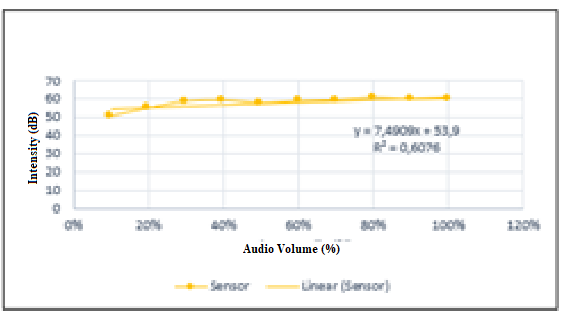 70
60
50
40
30
20
10
0
Intensity (dB)
y = 7,4909x + 53,9
R² = 0,6076
0% 20% 40% 60% 80% 100% 120%
Audio Volume (%)
Sensor Linear (Sensor)